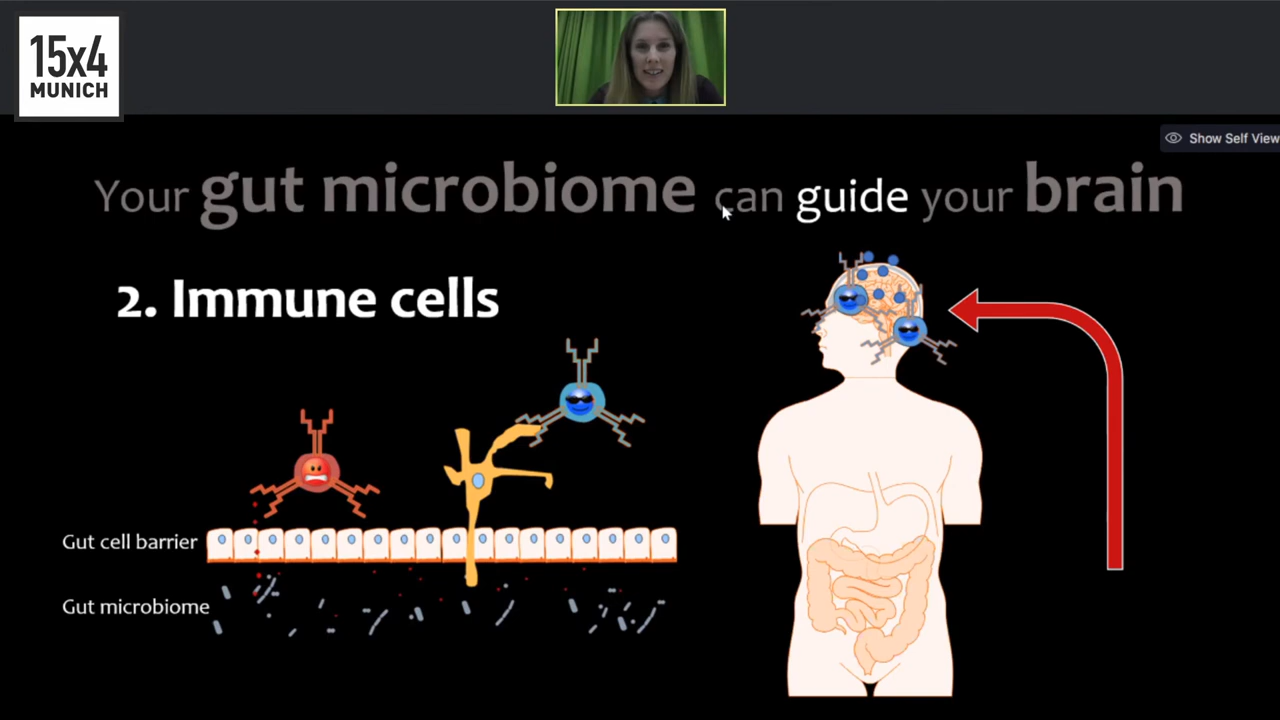 15x4
MUNICH
Show Self View
Your gut microbiome can guide your brain
2. Immune cells
Gut cell barrier
Gut microbiome